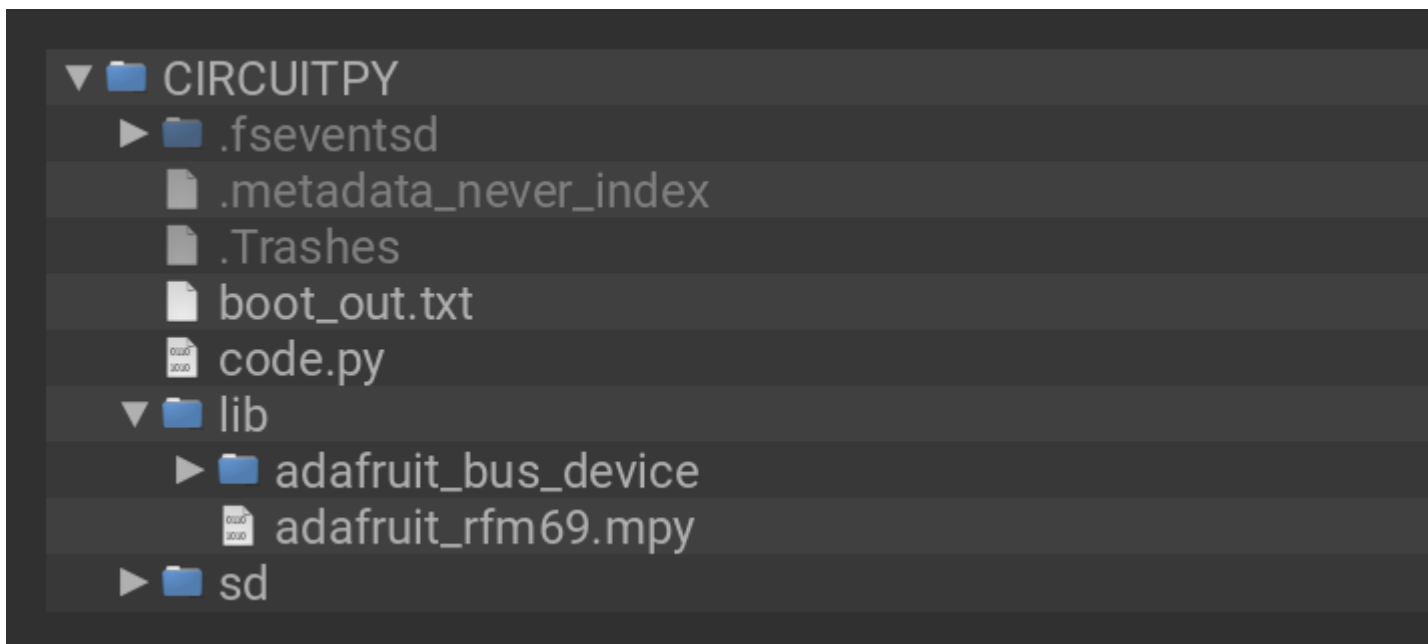 CIRCUITPY
.fseventsd
.metadata_never_index
.Trashes
boot_out.txt
code.py
lib
adafruit_bus_device
adafruit_rfm69.mpy
sd